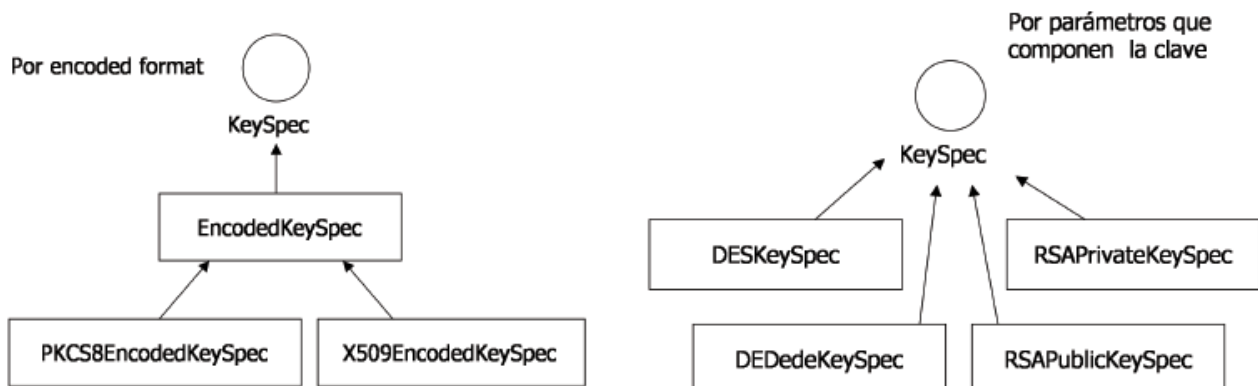 Por encoded format
KeySpec
EncodedKeySpec
PKCS8EncodedKeySpec
X509EncodedKeySpec
Por parámetros que
componen la clave
KeySpec
DESKeySpec
RSAPrivateKeySpec
DEDedeKeySpec
RSAPublicKeySpec